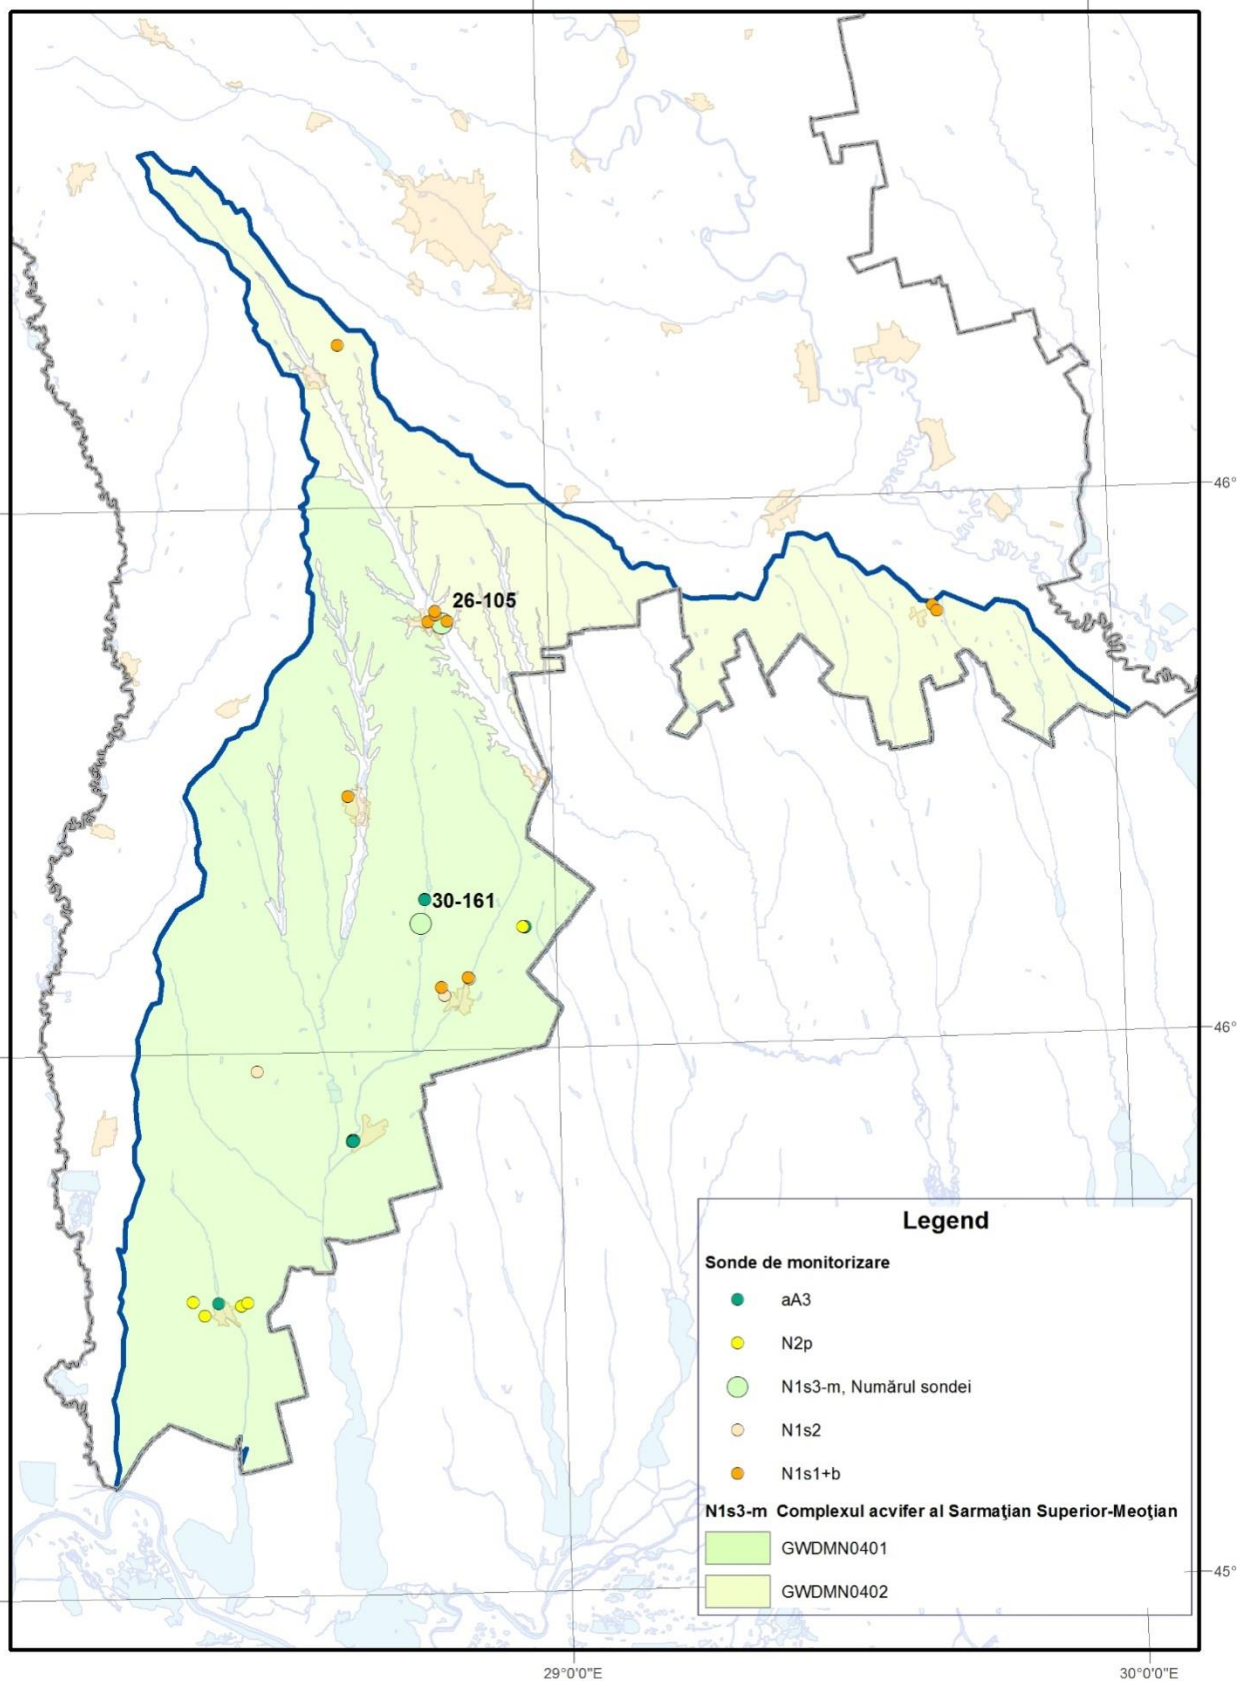 46°
26-105
30-161
46°
Legend
Sonde de monitorizare
aA3
N2p
N1s3-m, Numărul sondei
N1s2
N1s1+b
N1s3-m Complexul acvifer al Sarmaţian Superior-Meoţian
GWDMN0401
GWDMN0402
45°
29°0'0"E
30°0'0"E